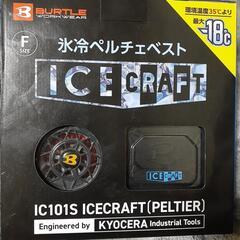 BURTLE
WORKWEAR
環境温度35℃より
最大-18℃
F
SIZE
氷冷ペルチェベスト
ICE CRAFT
B
ICE
IC101S ICECRAFT(PELTIER)
Engineered by KYOCERA Industrial Tools